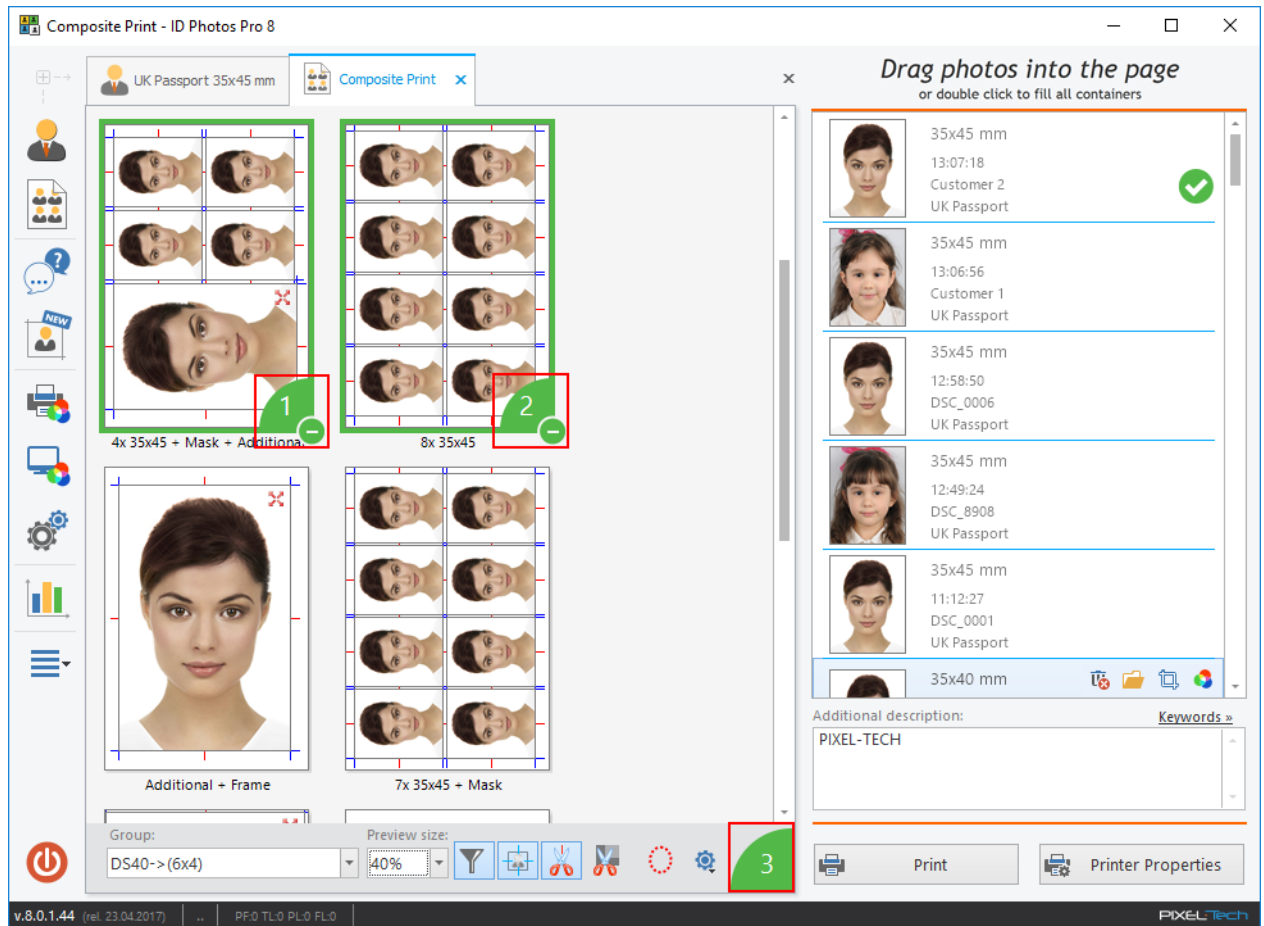 Composite Print - ID Photos Pro 8
UK Passport 35x45 mm
Composite Print
Drag photos into the page
or double click to fill all containers
NEW
1
2
4x 35x45 + Mask + Additional
8x 35x45
Additional + Frame
7x 35x45 + Mask
35x45 mm
13:07:18
Customer 2
UK Passport
35x45 mm
13:06:56
Customer 1
UK Passport
35x45 mm
12:58:50
DSC_0006
UK Passport
35x45 mm
12:49:24
DSC_8908
UK Passport
35x45 mm
11:12:27
DSC_0001
UK Passport
35x40 mm
Additional description:
Keywords »
PIXEL-TECH
Group:
Preview size:
DS40->(6x4)
40%
3
Print
Printer Properties
v.8.0.1.44 (rel. 23.04.2017) .. PF:0 TL:0 PL:0 FL:0
PIXEL-Tech